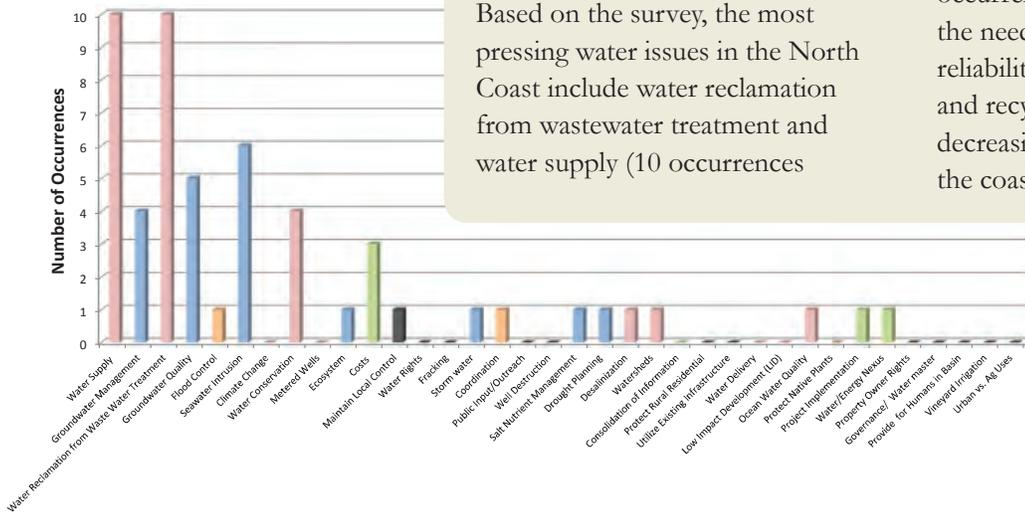 Based on the survey, the most
pressing water issues in the North
Coast include water reclamation
from wastewater treatment and
water supply (10 occurrences
the need
reliabilit
and recy
decreasi
the coas
Number of Occurrences
10
9
8
7
6
5
4
3
2
1
0
Water Supply
Groundwater Management
Water Reclamation from Waste Water Treatment
Groundwater Quality
Flood Control
Seawater Intrusion
Climate Change
Water Conservation
Metered Wells
Ecosystem
Costs
Maintain Local Control
Water Rights
Fracking
Storm water
Coordination
Public Input/Outreach
Well Destruction
Salt Nutrient Management
Drought Planning
Desalination
Watersheds
Consolidation of Information
Protect Rural Residential
Utilize Existing Infrastructure
Water Delivery
Low Impact Development (LID)
Ocean Water Quality
Protect Native Plants
Project Implementation
Water/Energy Nexus
Property Owner Rights
Governance/ Water master
Provide for Humans in Basin
Vineyard Irrigation
Urban vs. Ag Uses